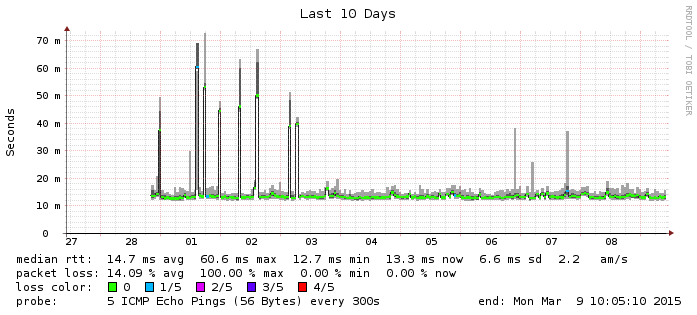 Last 10 Days
RRDTOOL / TOBI OETIKER
Seconds
70 m
60 m
50 m
40 m
30 m
20 m
10 m
0
27 28 01 02 03 04 05 06 07 08
median rtt: 14.7 ms avg 60.6 ms max 12.7 ms min 13.3 ms now 6.6 ms sd 2.2 am/s
packet loss: 14.09 % avg 100.00 % max 0.00 % min 0.00 % now
loss color: 0 1/5 2/5 3/5 4/5
probe: 5 ICMP Echo Pings (56 Bytes) every 300s end: Mon Mar 9 10:05:10 2015